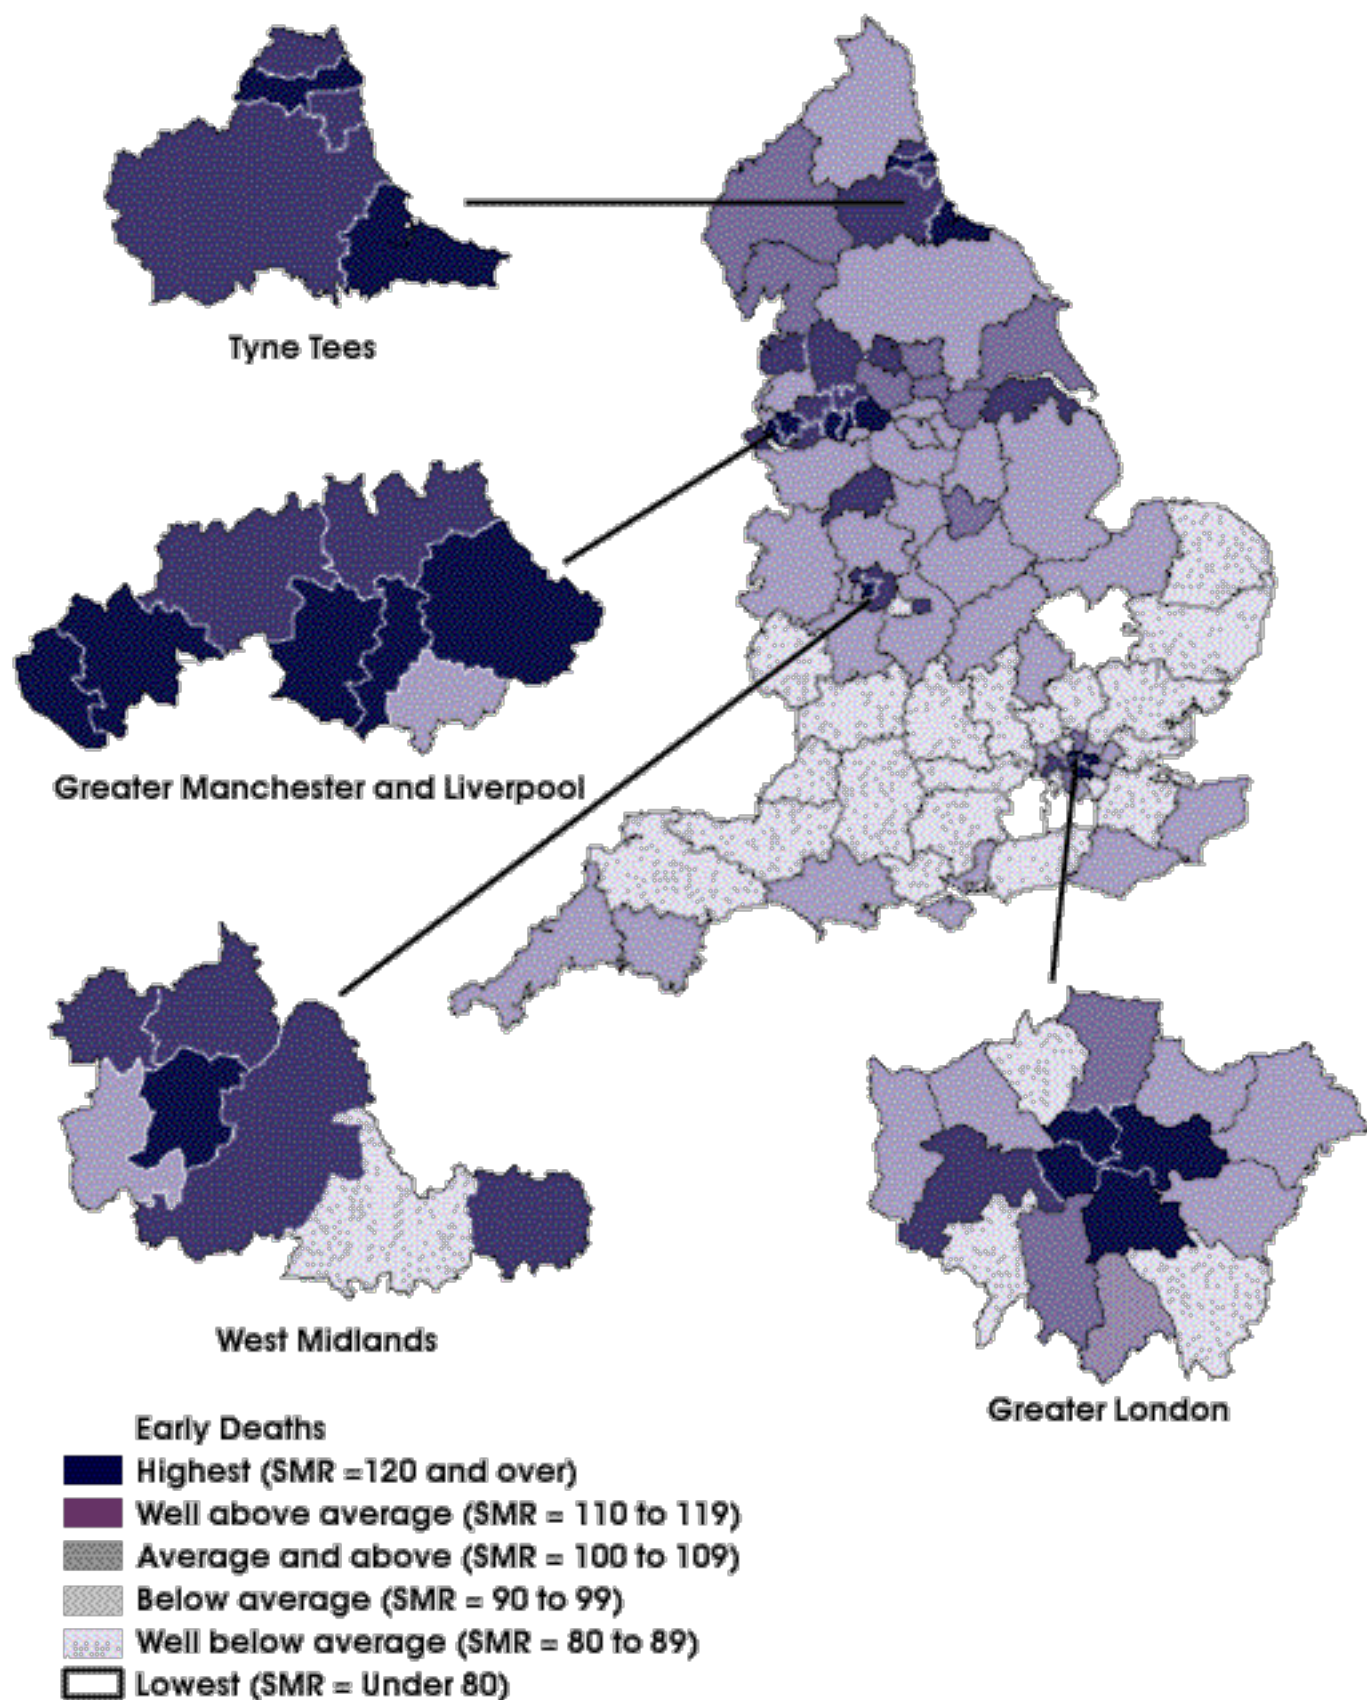 Tyne Tees
Greater Manchester and Liverpool
West Midlands
Greater London
Early Deaths
Highest (SMR =120 and over)
Well above average (SMR = 110 to 119)
Average and above (SMR = 100 to 109)
Below average (SMR = 90 to 99)
Well below average (SMR = 80 to 89)
Lowest (SMR = Under 80)